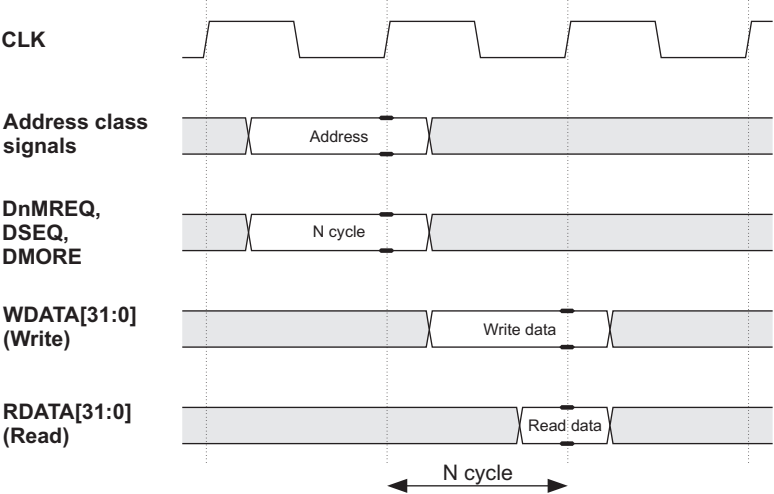 CLK
Address class
signals
Address
DnMREQ,
DSEQ,
DMORE
N cycle
WDATA[31:0]
(Write)
Write data
RDATA[31:0]
(Read)
Read data
N cycle